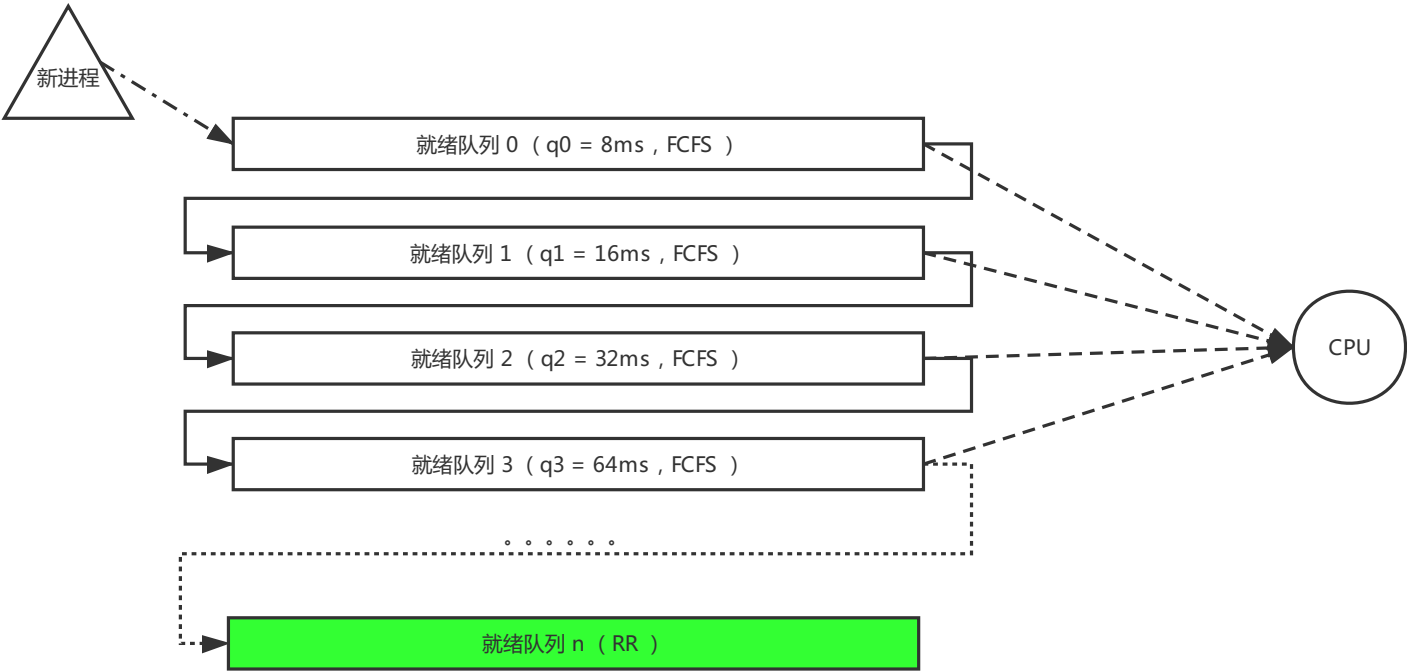 新进程
就绪队列 0 （ q0 = 8ms , FCFS ）
就绪队列 1 （ q1 = 16ms , FCFS ）
就绪队列 2 （ q2 = 32ms , FCFS ）
CPU
就绪队列 3 （ q3 = 64ms , FCFS ）
。。。。。。
就绪队列 n （ RR ）